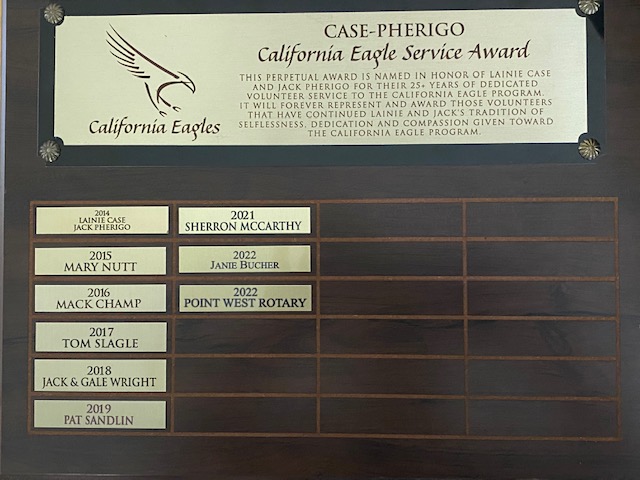 CASE-PHERIGO
California Eagle Service Award
THIS PERPETUAL AWARD IS NAMED IN HONOR OF LAINIE CASE
AND JACK PHERIGO FOR THEIR 25+ YEARS OF DEDICATED
VOLUNTEER SERVICE TO THE CALIFORNIA EAGLE PROGRAM.
IT WILL FOREVER REPRESENT AND AWARD THOSE VOLUNTEERS
THAT HAVE CONTINUED LAINIE AND JACK'S TRADITION OF
SELFLESSNESS, DEDICATION AND COMPASSION GIVEN TOWARD
THE CALIFORNIA EAGLE PROGRAM.
California Eagles
2014
LAINIE CASE
JACK PHERIGO
2015
MARY NUTT
2016
MACK CHAMP
2017
TOM SLAGLE
2018
JACK & GALE WRIGHT
2019
PAT SANDLIN
2021
SHERRON MCCARTHY
2022
JANIE BUCHER
2022
POINT WEST ROTARY